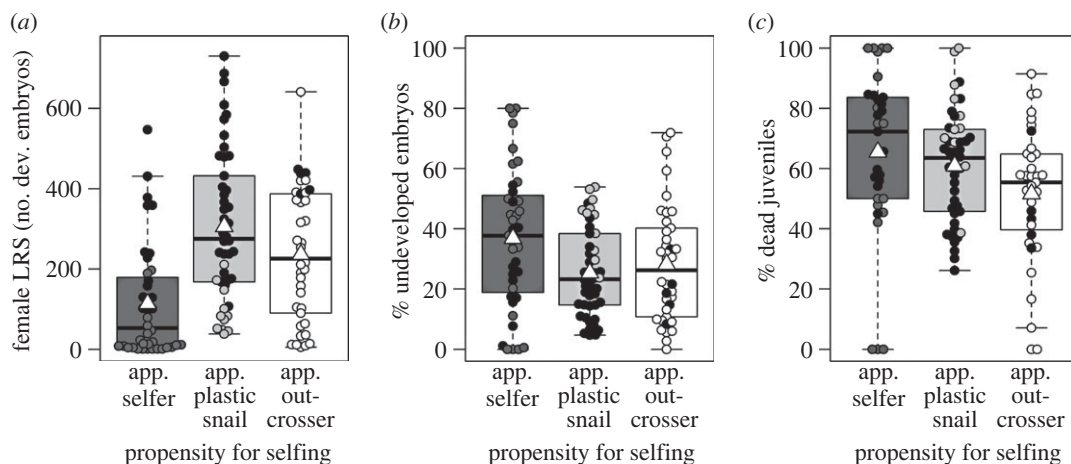 (a)
female LRS (no. dev. embryos)
600
400
200
0
app.
selfer
app.
plastic
snail
app.
out-
crosser
propensity for selfing
(b)
% undeveloped embryos
100
80
60
40
20
0
app.
selfer
app.
plastic
snail
app.
out-
crosser
propensity for selfing
(c)
% dead juveniles
100
80
60
40
20
0
app.
selfer
app.
plastic
snail
app.
out-
crosser
propensity for selfing